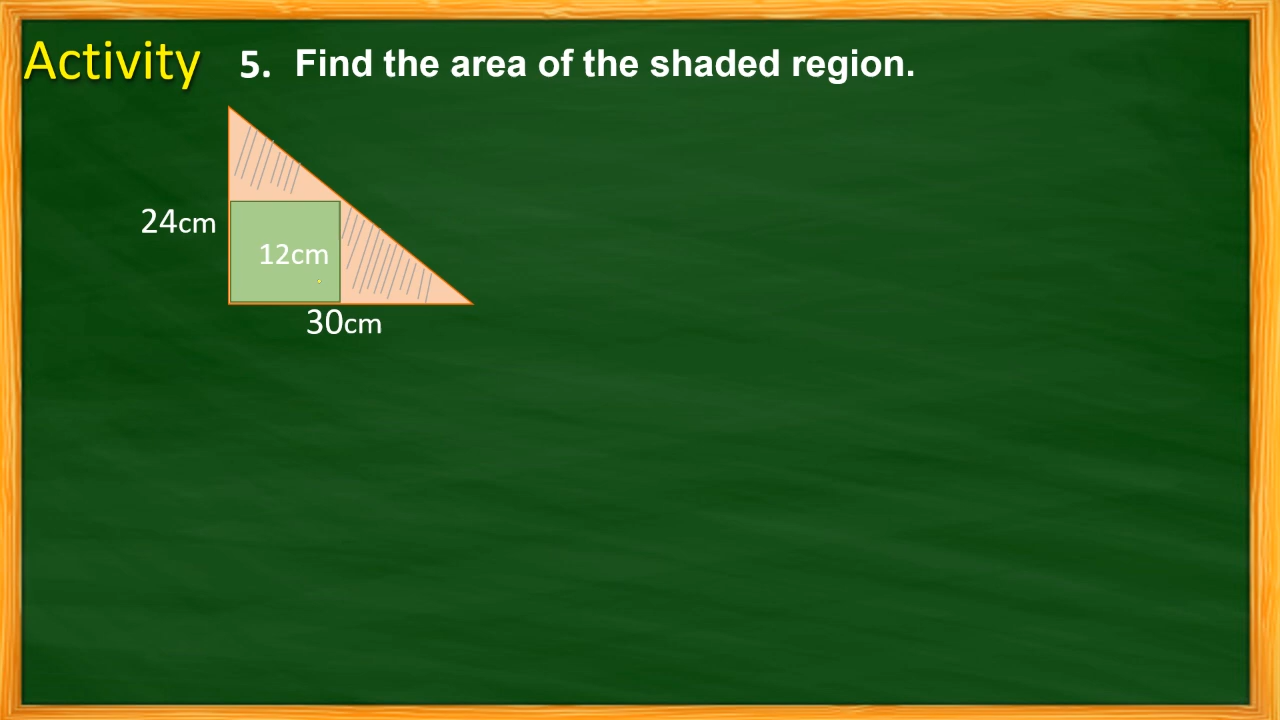 Activity 5. Find the area of the shaded region.
24cm
12cm
30cm